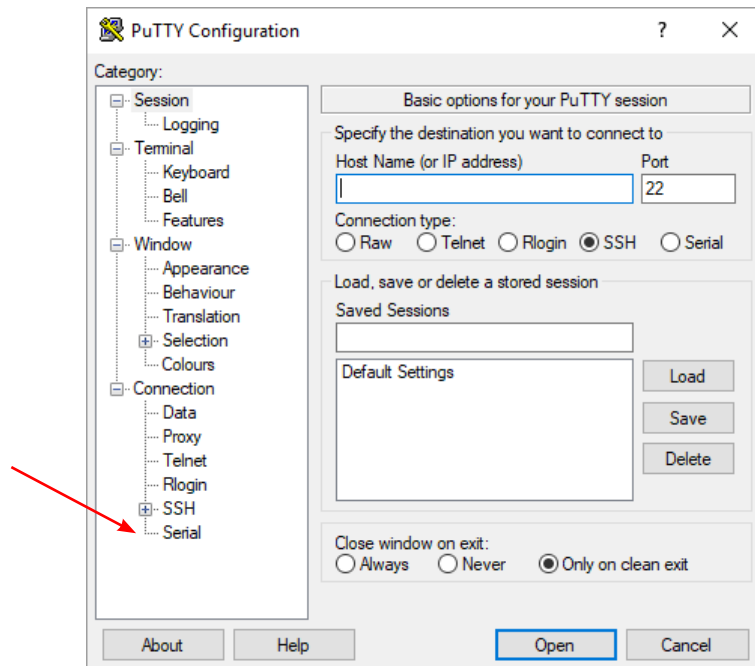 PuTTY Configuration
?
Category:
Session
Logging
Terminal
Keyboard
Bell
Features
Window
Appearance
Behaviour
Translation
Selection
Colours
Connection
Data
Proxy
Telnet
Rlogin
SSH
Serial
Basic options for your PuTTY session
Specify the destination you want to connect to
Host Name (or IP address) Port
22
Connection type:
Raw Telnet Rlogin SSH Serial
Load, save or delete a stored session
Saved Sessions
Default Settings
Load
Save
Delete
Close window on exit:
Always Never Only on clean exit
About Help Open Cancel